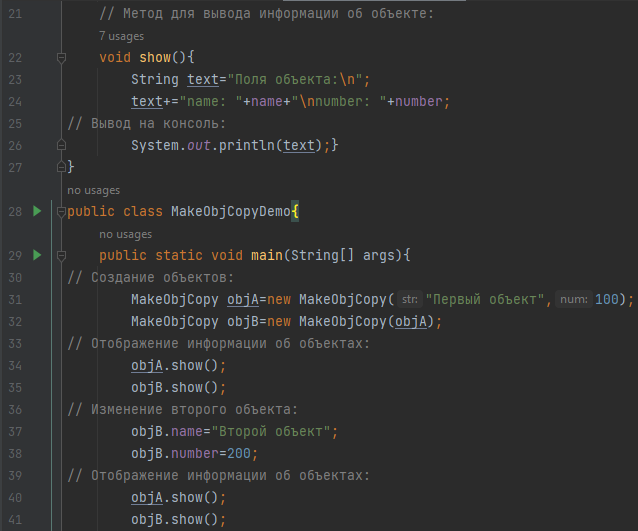 21 // Метод для вывода информации об объекте:
7 usages
22 void show(){
23 String text="Поля объекта:\n";
24 text+="name: "+name+"\nnumber: "+number;
25 // Вывод на консоль:
26 System.out.println(text);}
27 }
no usages
28 public class MakeObjCopyDemo{
no usages
29 public static void main(String[] args){
30 // Создание объектов:
31 MakeObjCopy objA=new MakeObjCopy( str: "Первый объект", num: 100);
32 MakeObjCopy objB=new MakeObjCopy(objA);
33 // Отображение информации об объектах:
34 objA.show();
35 objB.show();
36 // Изменение второго объекта:
37 objB.name="Второй объект";
38 objB.number=200;
39 // Отображение информации об объектах:
40 objA.show();
41 objB.show();